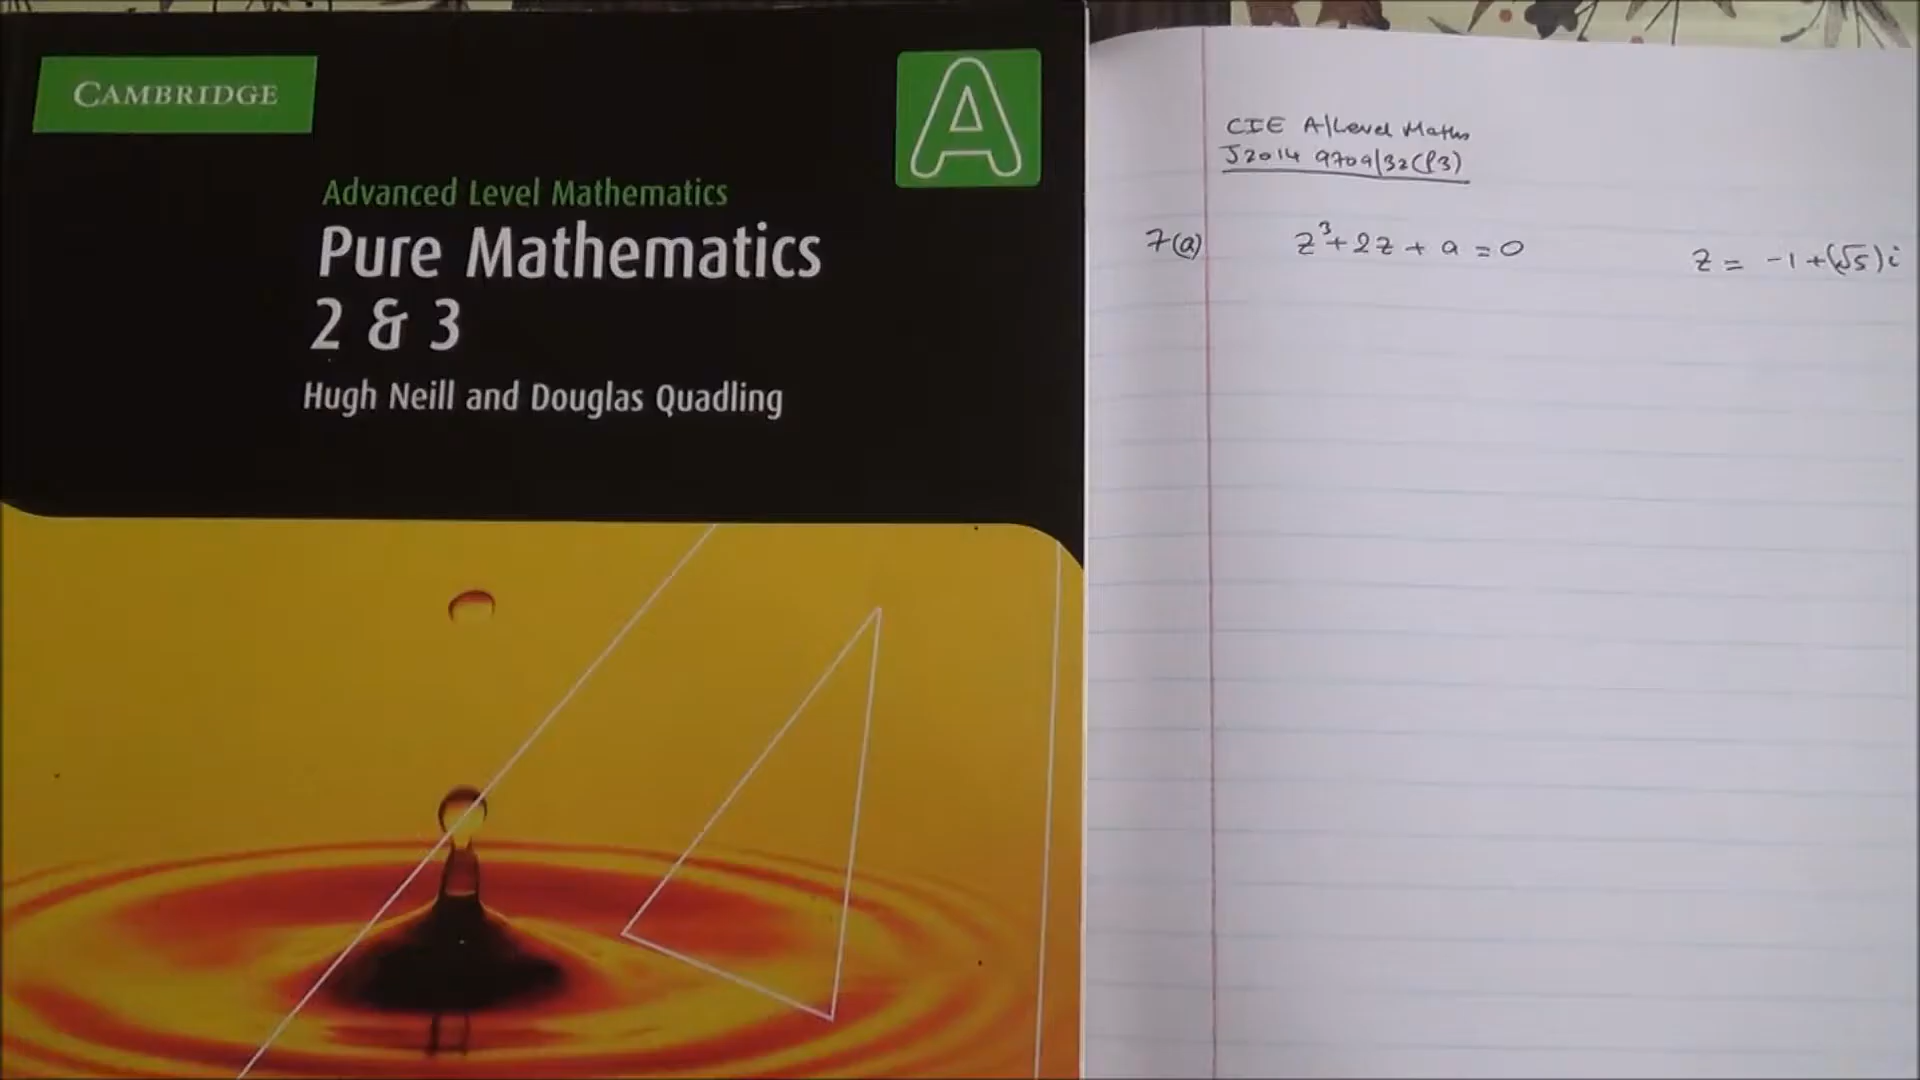 CAMBRIDGE
A
Advanced Level Mathematics
Pure Mathematics
2 & 3
Hugh Neill and Douglas Quadling
CIE A/Level Maths
J2014 9709/32(P3)
7(a) z³+2z + a = 0 z = -1 +(√5)i